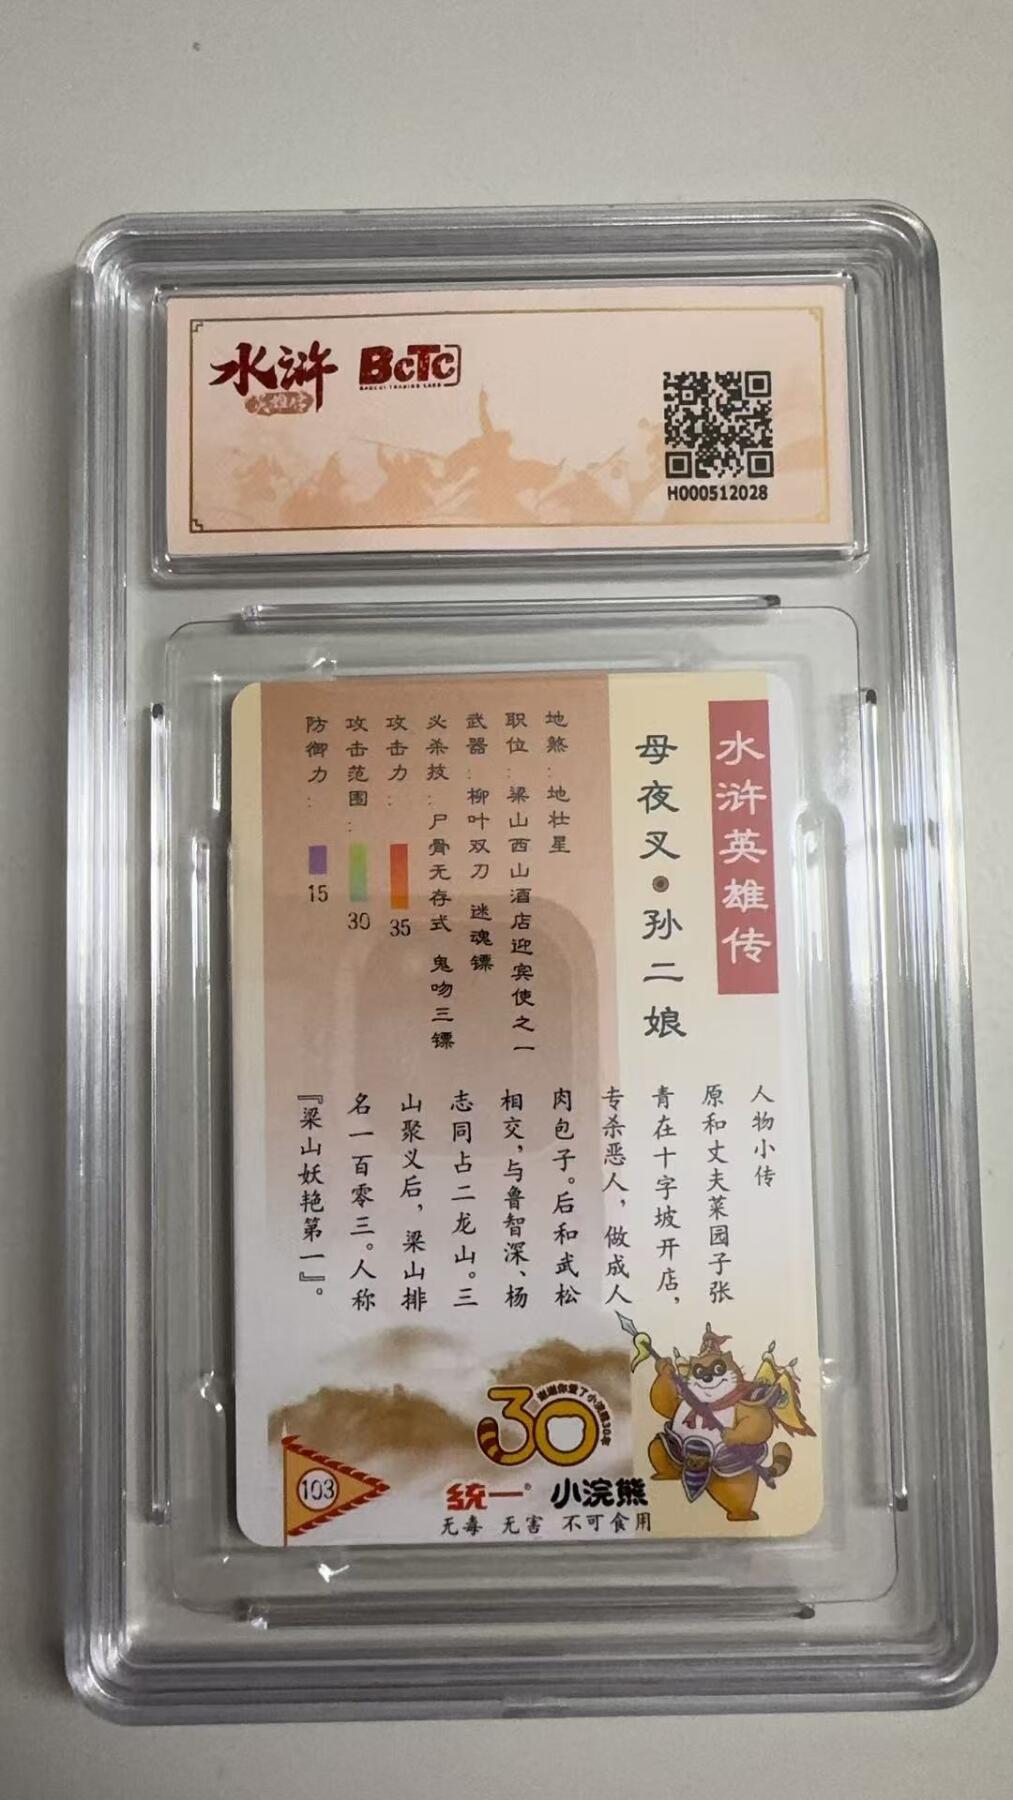 水浒
英雄传
BcTc
H000512028
水浒英雄传
母夜叉·孙二娘
地煞:地壮星
职位:梁山西山酒店迎宾使之一
武器:柳叶双刀 迷魂镖
必杀技:尸骨无存式 鬼吻三镖
攻击力: 35
攻击范围: 30
防御力: 15
人物小传
原和丈夫菜园子张
青在十字坡开店,
专杀恶人,做成人
肉包子。后和武松
相交,与鲁智深、杨
志同占二龙山。三
山聚义后,梁山排
名一百零三。人称
『梁山妖艳第一』。
30
103
统一 小浣熊
无毒 无害 不可食用